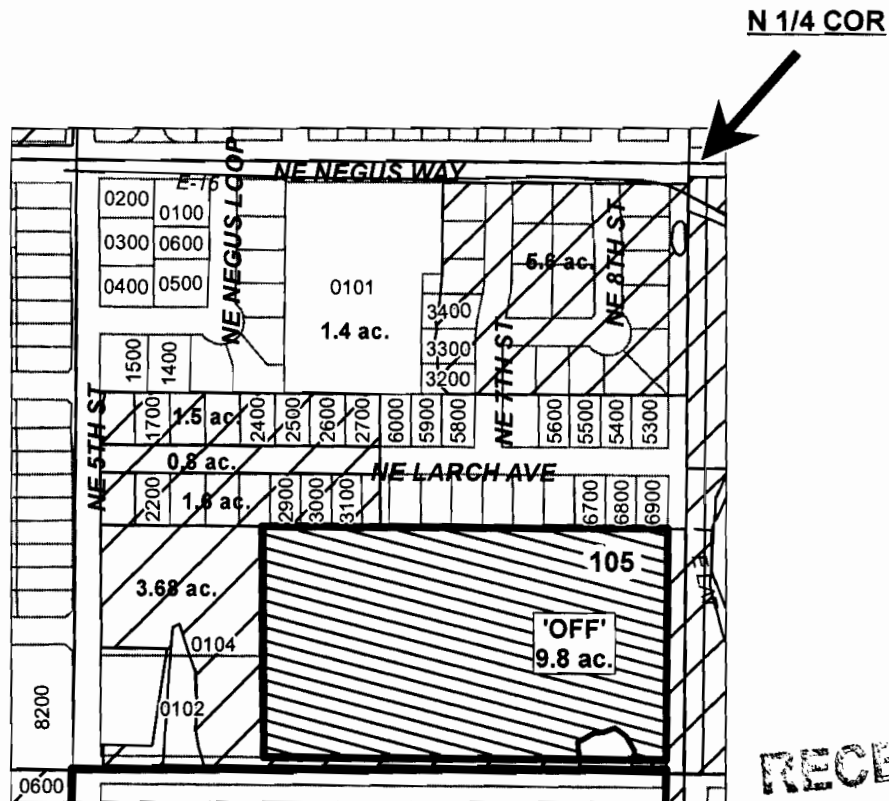 N 1/4 COR
NE NEGUS WAY
E-15
NE NEGUS LOOP
0200
0100
0300
0600
0400
0500
0101
1.4 ac.
5.6 ac.
NE 8TH ST
3400
3300
3200
NE 7TH ST
1500
1400
NE 5TH ST
1700
1.5 ac.
2400
2500
2600
2700
6000
5900
5800
5600
5500
5400
5300
0.8 ac.
NE LARCH AVE
2200
1.6 ac.
2900
3000
3100
6700
6800
6900
105
3.68 ac.
'OFF'
9.8 ac.
0104
0102
8200
0600